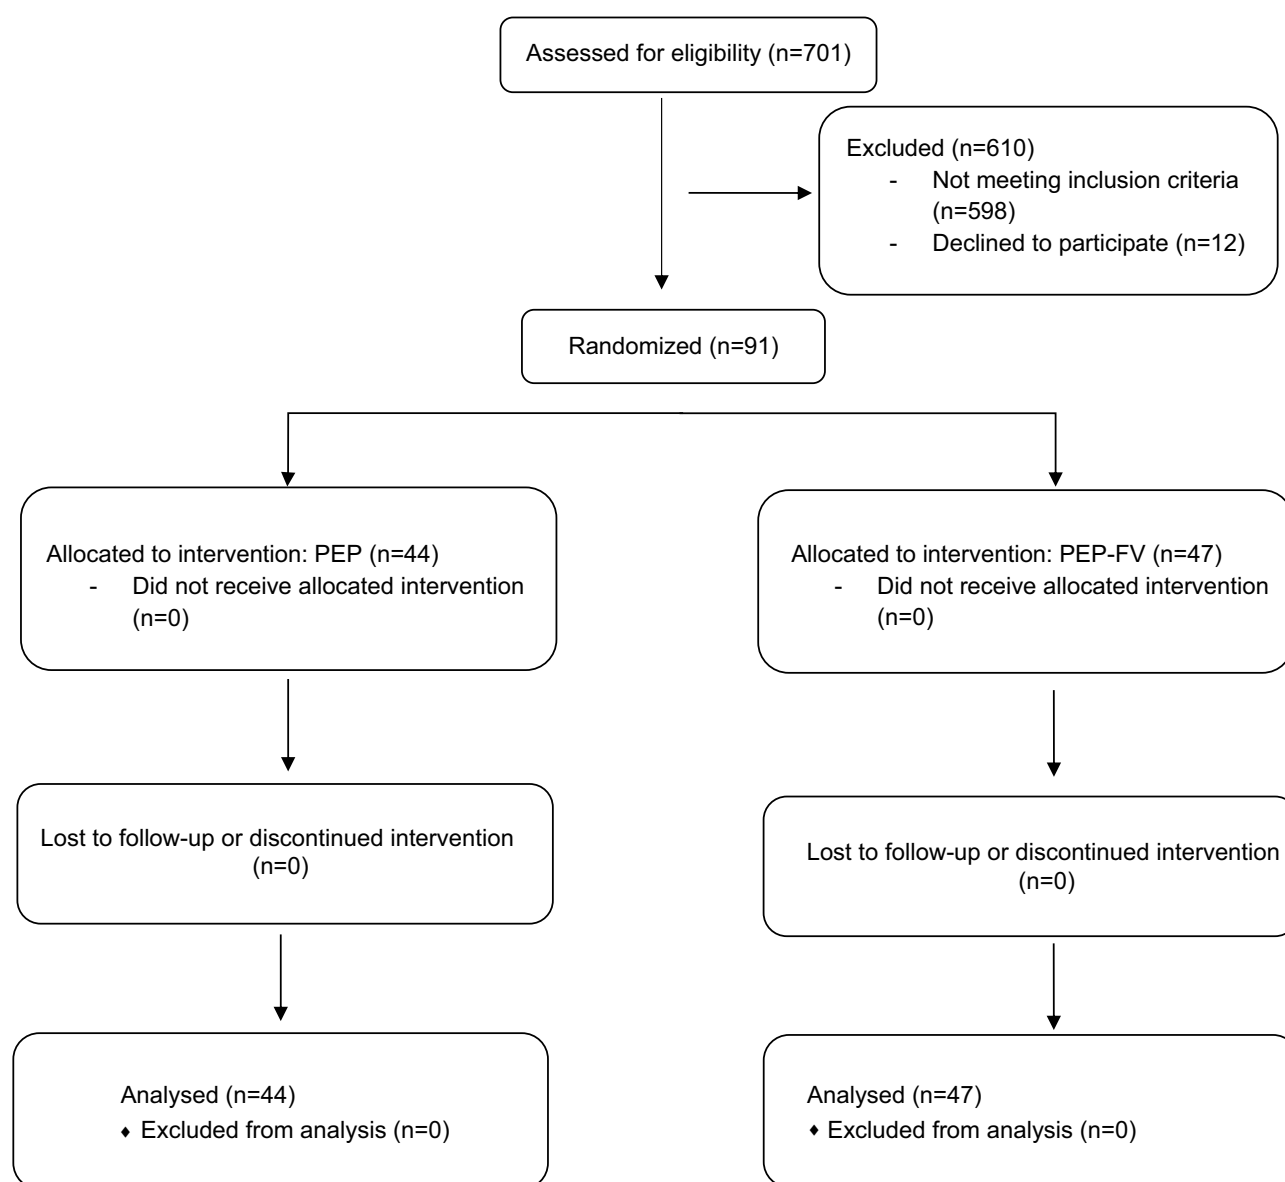 Assessed for eligibility (n=701)
Excluded (n=610)
- Not meeting inclusion criteria
(n=598)
- Declined to participate (n=12)
Randomized (n=91)
Allocated to intervention: PEP (n=44)
- Did not receive allocated intervention
(n=0)
Allocated to intervention: PEP-FV (n=47)
- Did not receive allocated intervention
(n=0)
Lost to follow-up or discontinued intervention
(n=0)
Lost to follow-up or discontinued intervention
(n=0)
Analysed (n=44)
♦ Excluded from analysis (n=0)
Analysed (n=47)
♦ Excluded from analysis (n=0)